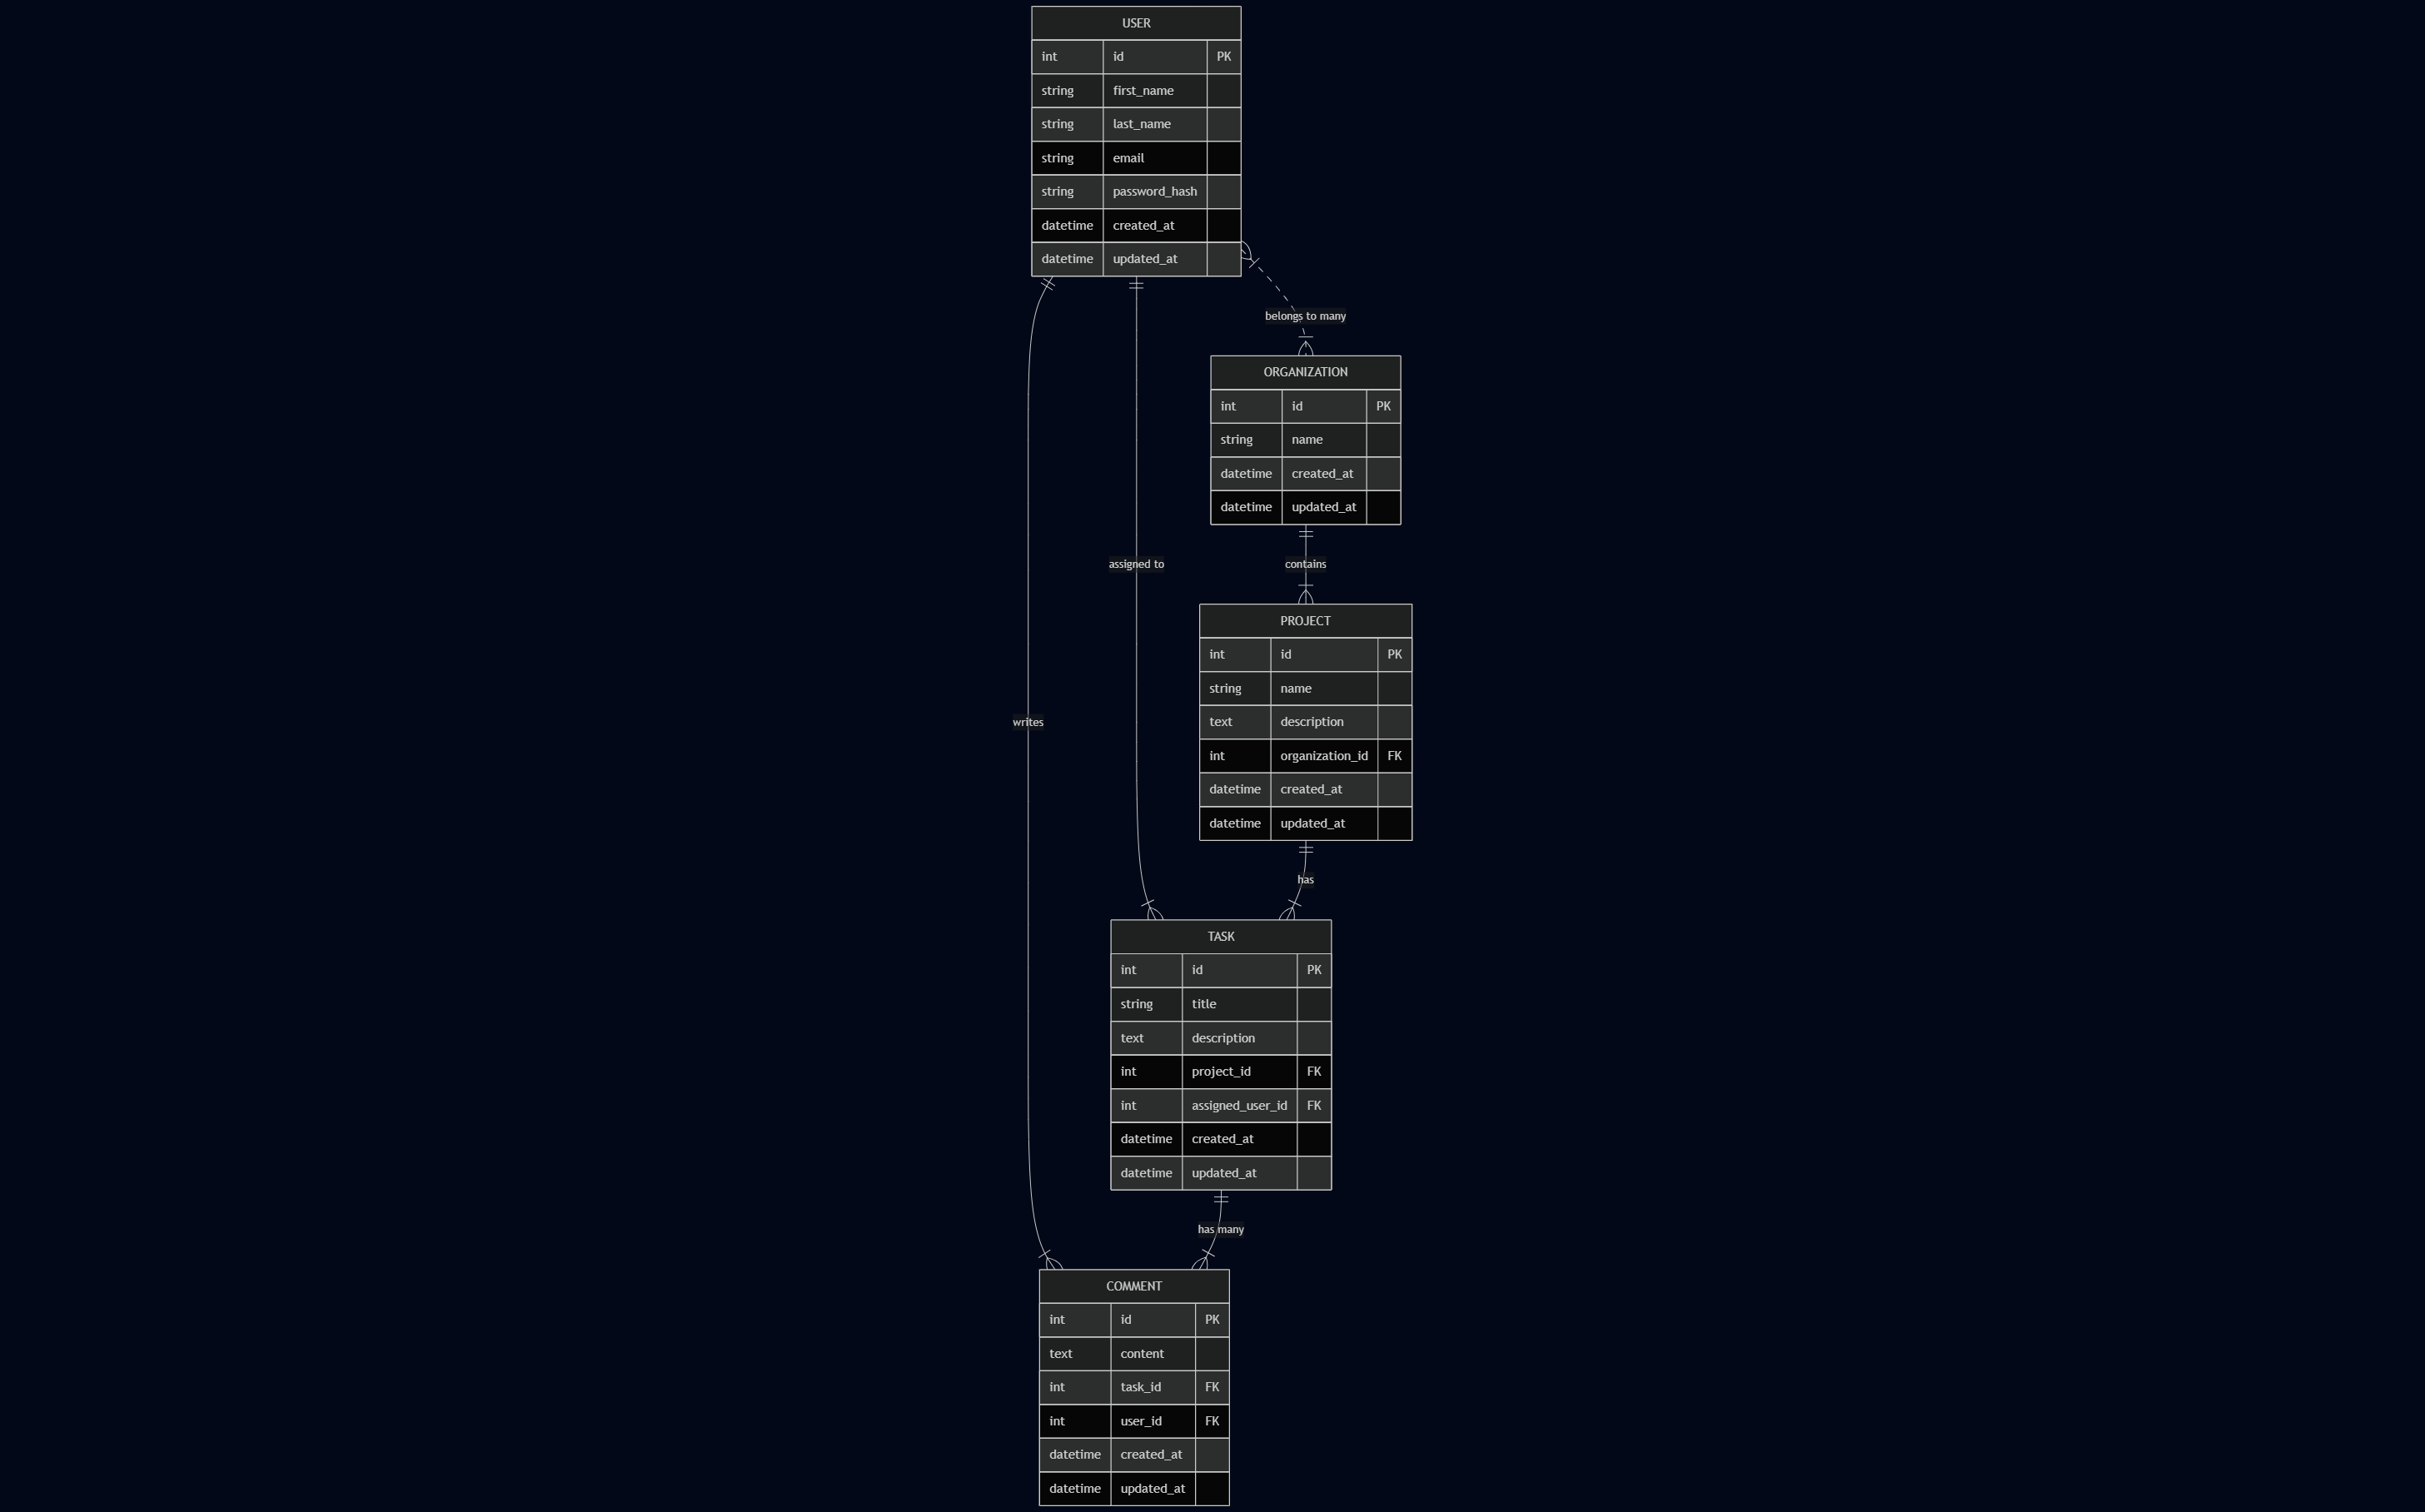 USER
int id PK
string first_name
string last_name
string email
string password_hash
datetime created_at
datetime updated_at
belongs to many
ORGANIZATION
int id PK
string name
datetime created_at
datetime updated_at
assigned to
contains
PROJECT
int id PK
string name
text description
int organization_id FK
datetime created_at
datetime updated_at
writes
has
TASK
int id PK
string title
text description
int project_id FK
int assigned_user_id FK
datetime created_at
datetime updated_at
has many
COMMENT
int id PK
text content
int task_id FK
int user_id FK
datetime created_at
datetime updated_at